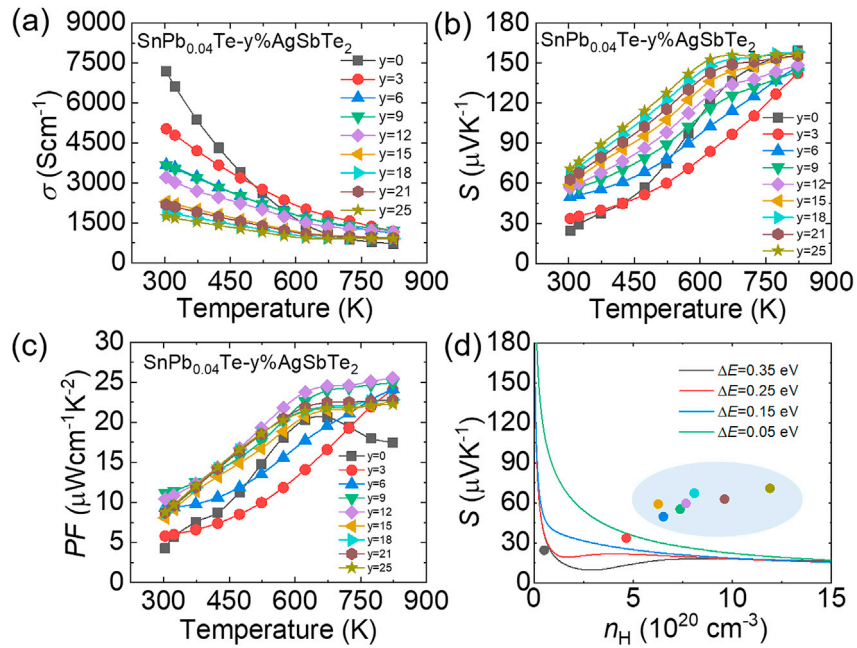 (a)
SnPb0.04Te-y%AgSbTe2
9000
7500
6000
4500
3000
1500
0
σ (Scm-1)
y=0
y=3
y=6
y=9
y=12
y=15
y=18
y=21
y=25
300 450 600 750 900
Temperature (K)
(b)
SnPb0.04Te-y%AgSbTe2
180
150
120
90
60
30
0
S (μVK-1)
y=0
y=3
y=6
y=9
y=12
y=15
y=18
y=21
y=25
300 450 600 750 900
Temperature (K)
(c)
SnPb0.04Te-y%AgSbTe2
30
25
20
15
10
5
0
PF (μWcm-1K-2)
y=0
y=3
y=6
y=9
y=12
y=15
y=18
y=21
y=25
300 450 600 750 900
Temperature (K)
(d)
180
150
120
90
60
30
0
S (μVK-1)
ΔE=0.35 eV
ΔE=0.25 eV
ΔE=0.15 eV
ΔE=0.05 eV
0 5 10 15
nH (10^20 cm-3)